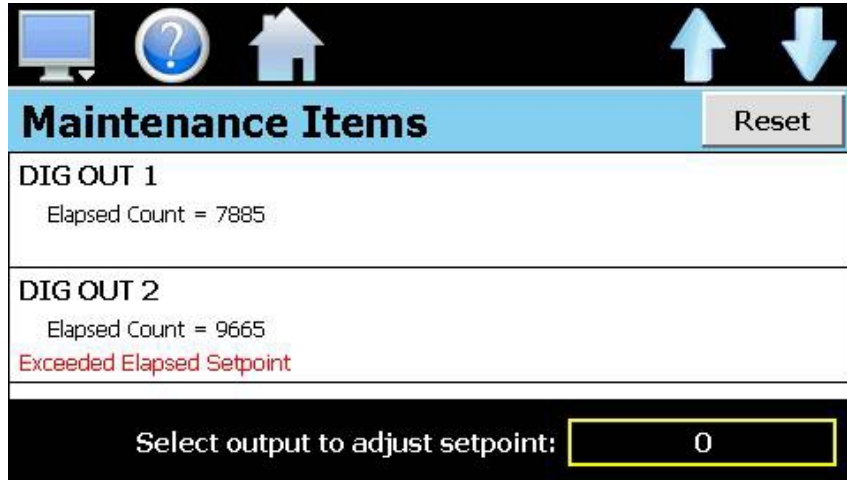 ?
Maintenance Items
Reset
DIG OUT 1
Elapsed Count = 7885
DIG OUT 2
Elapsed Count = 9665
Exceeded Elapsed Setpoint
Select output to adjust setpoint:
0